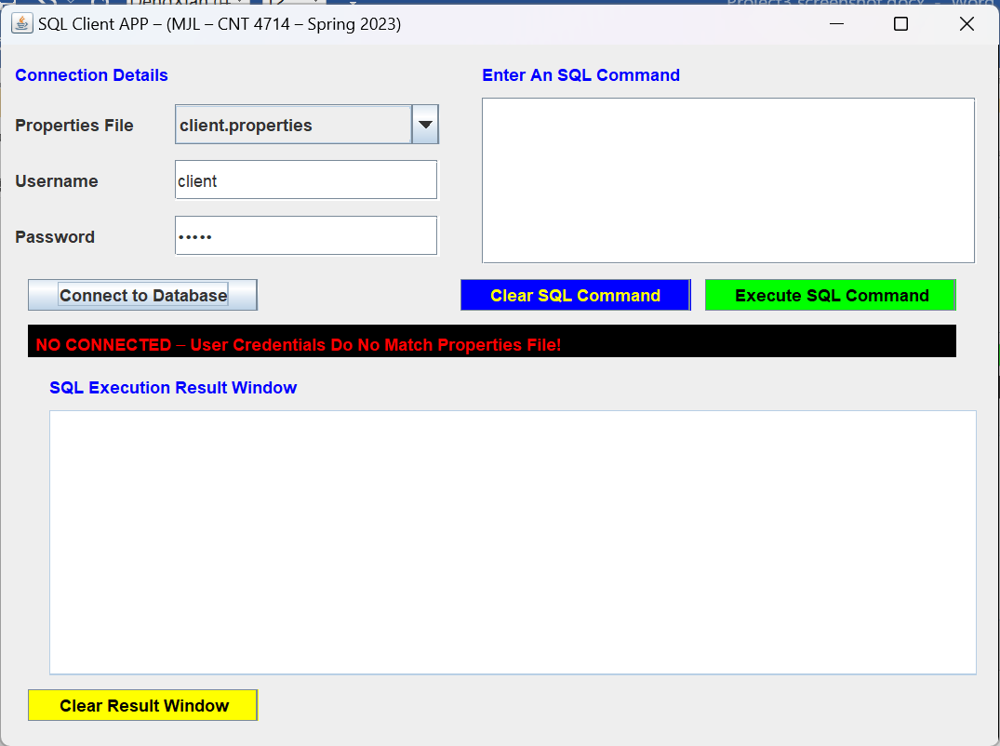 SQL Client APP – (MJL – CNT 4714 – Spring 2023)
Connection Details
Enter An SQL Command
Properties File
client.properties
Username
client
Password
•••••
Connect to Database
Clear SQL Command
Execute SQL Command
NO CONNECTED – User Credentials Do No Match Properties File!
SQL Execution Result Window
Clear Result Window